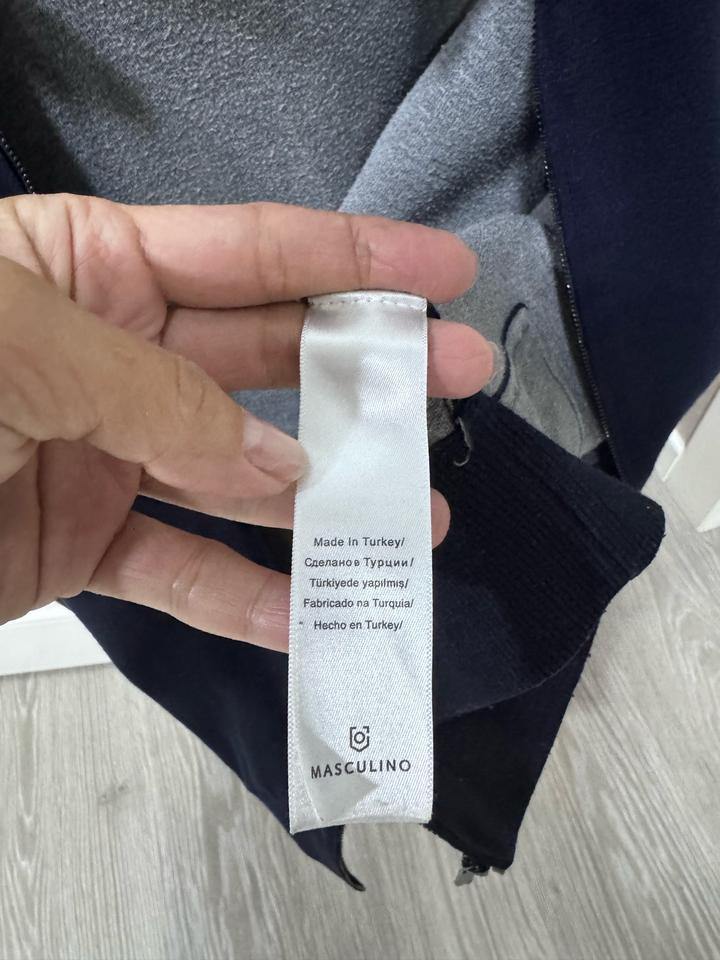 Made In Turkey/
Сделанов Турции/
Türkiyede yapılmış/
Fabricado na Turquia/
Hecho en Turkey/
MASCULINO